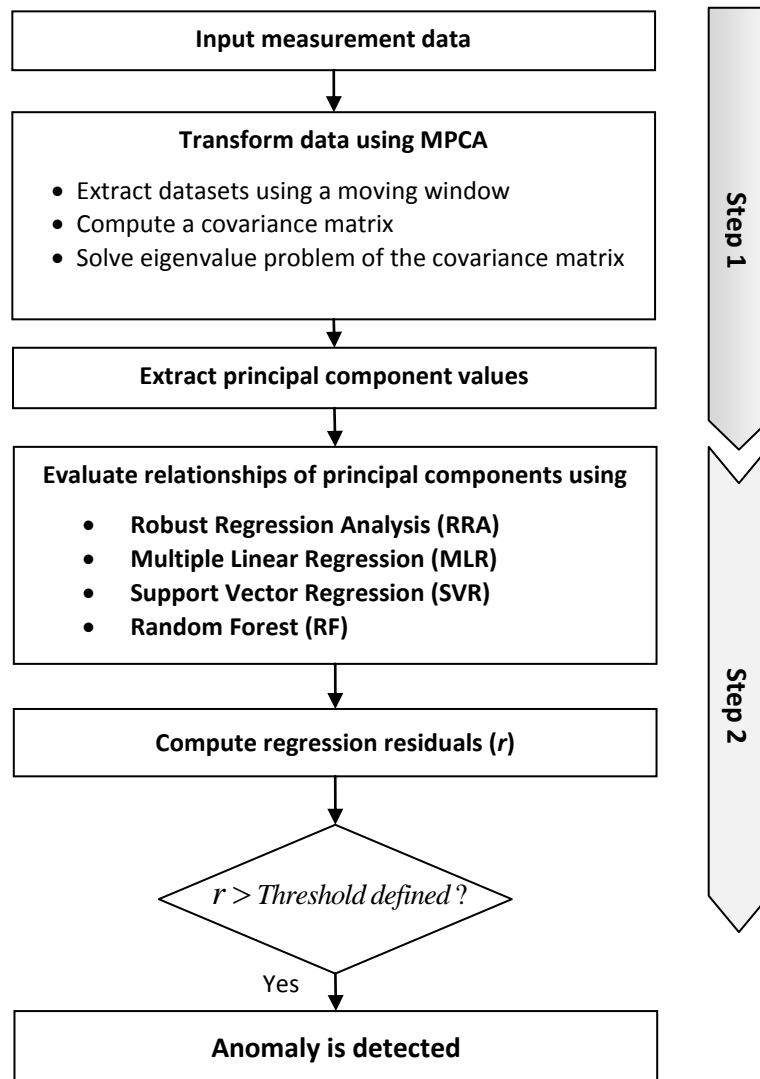 Input measurement data
Transform data using MPCA
• Extract datasets using a moving window
• Compute a covariance matrix
• Solve eigenvalue problem of the covariance matrix
Step 1
Extract principal component values
Evaluate relationships of principal components using
• Robust Regression Analysis (RRA)
• Multiple Linear Regression (MLR)
• Support Vector Regression (SVR)
• Random Forest (RF)
Step 2
Compute regression residuals (r)
r > Threshold defined ?
Yes
Anomaly is detected